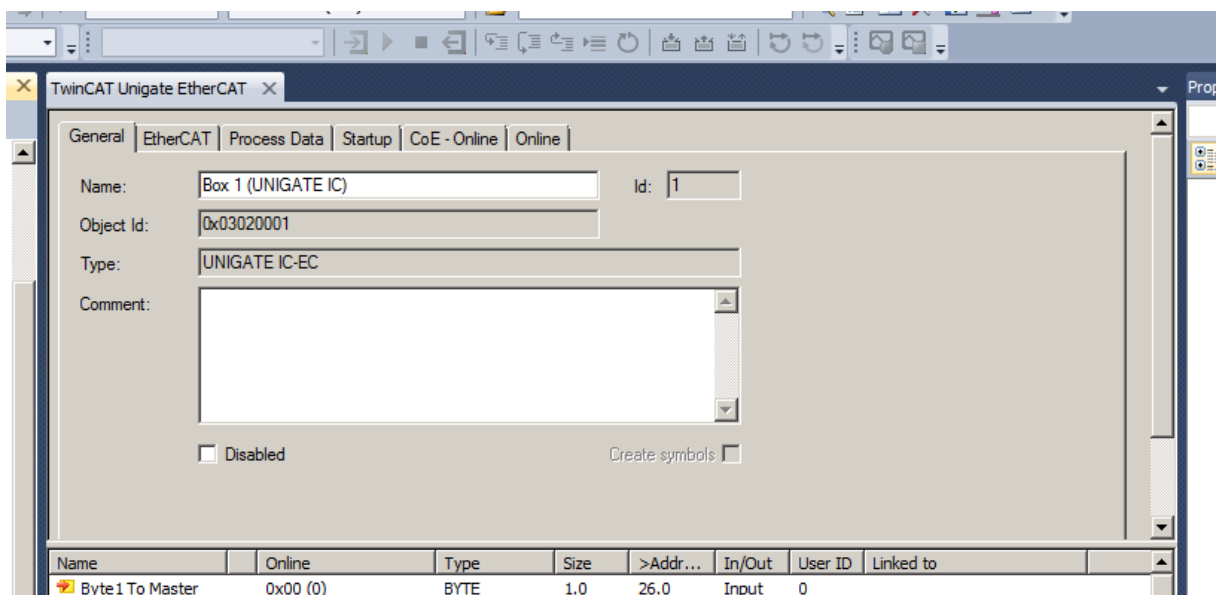 TwinCAT Unigate EtherCAT
Prop
General EtherCAT Process Data Startup CoE - Online Online
Name: Box 1 (UNIGATE IC) Id: 1
Object Id: 0x03020001
Type: UNIGATE IC-EC
Comment:
Disabled Create symbols
Name Online Type Size >Addr... In/Out User ID Linked to
Byte1 To Master 0x00 (0) BYTE 1.0 26.0 Input 0